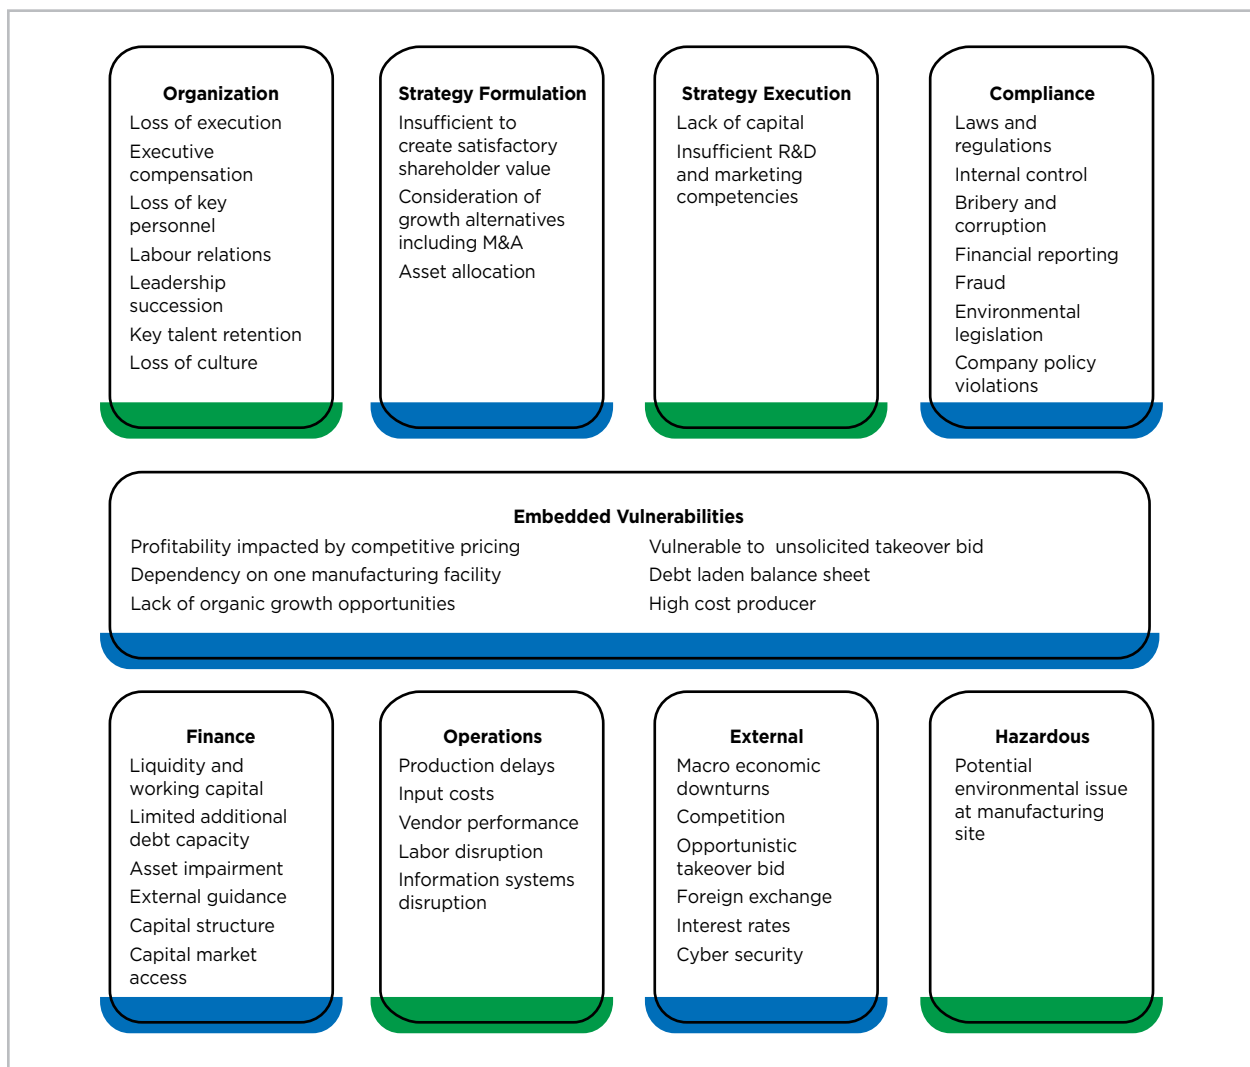 Organization
Loss of execution
Executive
compensation
Loss of key
personnel
Labour relations
Leadership
succession
Key talent retention
Loss of culture
Strategy Formulation
Insufficient to
create satisfactory
shareholder value
Consideration of
growth alternatives
including M&A
Asset allocation
Strategy Execution
Lack of capital
Insufficient R&D
and marketing
competencies
Compliance
Laws and
regulations
Internal control
Bribery and
corruption
Financial reporting
Fraud
Environmental
legislation
Company policy
violations
Embedded Vulnerabilities
Profitability impacted by competitive pricing
Dependency on one manufacturing facility
Lack of organic growth opportunities
Vulnerable to  unsolicited takeover bid
Debt laden balance sheet
High cost producer
Finance
Liquidity and
working capital
Limited additional
debt capacity
Asset impairment
External guidance
Capital structure
Capital market
access
Operations
Production delays
Input costs
Vendor performance
Labor disruption
Information systems
disruption
External
Macro economic
downturns
Competition
Opportunistic
takeover bid
Foreign exchange
Interest rates
Cyber security
Hazardous
Potential
environmental issue
at manufacturing
site